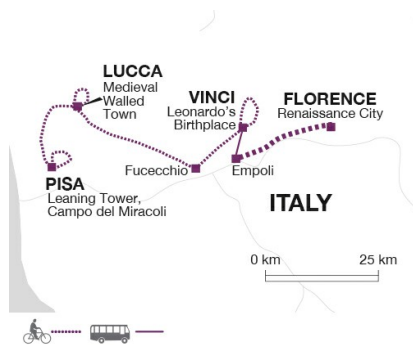 LUCCA
Medieval
Walled
Town
VINCI
Leonardo's
Birthplace
FLORENCE
Renaissance City
PISA
Leaning Tower,
Campo del Miracoli
Fucecchio
Empoli
ITALY
0 km 25 km